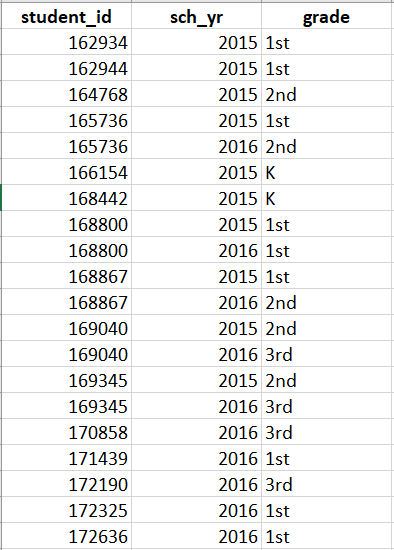 student_id sch_yr grade
162934 2015 1st
162944 2015 1st
164768 2015 2nd
165736 2015 1st
165736 2016 2nd
166154 2015 K
168442 2015 K
168800 2015 1st
168800 2016 1st
168867 2015 1st
168867 2016 2nd
169040 2015 2nd
169040 2016 3rd
169345 2015 2nd
169345 2016 3rd
170858 2016 3rd
171439 2016 1st
172190 2016 3rd
172325 2016 1st
172636 2016 1st